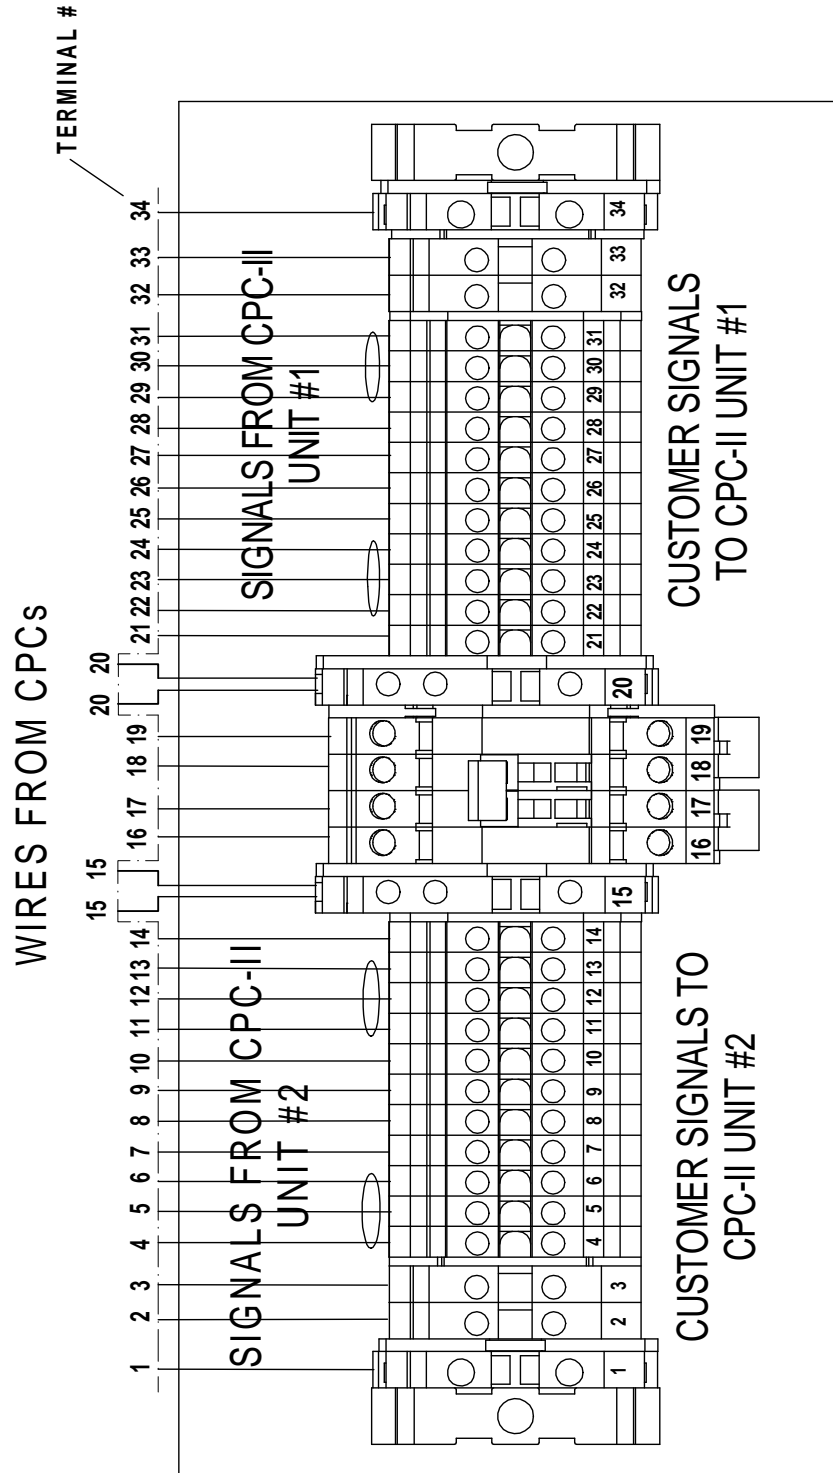 WIRES FROM CPCs
TERMINAL #
15 15 20 20
1 2 3 4 5 6 7 8 9 10 11 12 13 14 16 17 18 19 21 22 23 24 25 26 27 28 29 30 31 32 33 34
SIGNALS FROM CPC-III
UNIT #2
SIGNALS FROM CPC-III
UNIT #1
1 2 3 4 5 6 7 8 9 10 11 12 13 14 15 16 17 18 19 20 21 22 23 24 25 26 27 28 29 30 31 32 33 34
CUSTOMER SIGNALS TO
CPC-II UNIT #2
CUSTOMER SIGNALS
TO CPC-II UNIT #1